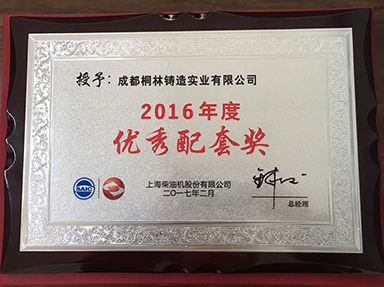 授予：成都桐林铸造实业有限公司
2016年度
优秀配套奖
SAIC
上海柴油机股份有限公司
二〇一七年二月
总经理